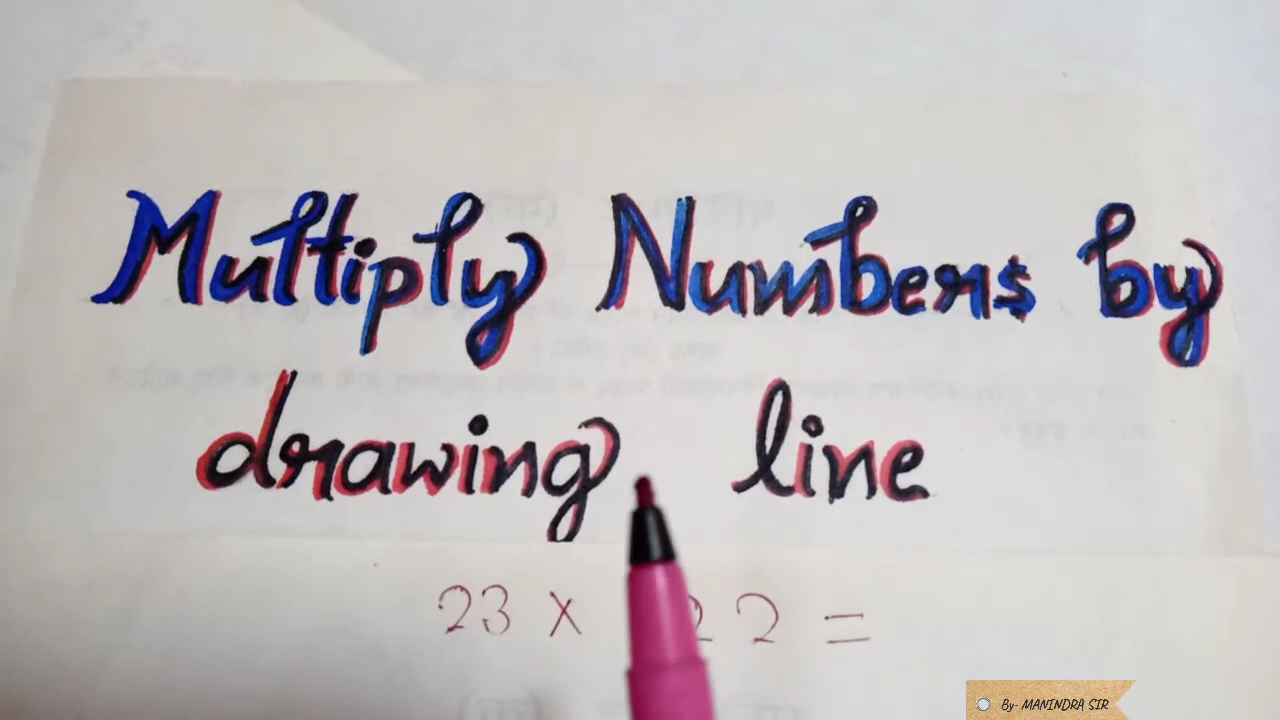 Multiply Numbers by
drawing line
23 × 22 =
By- MANINDRA SIR